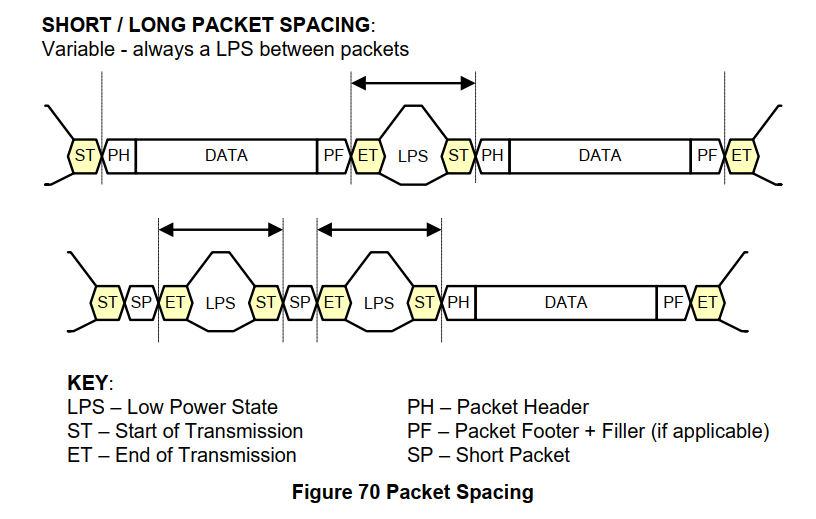 SHORT / LONG PACKET SPACING:
Variable - always a LPS between packets
ST PH DATA PF ET LPS ST PH DATA PF ET
ST SP ET LPS ST SP ET LPS ST PH DATA PF ET
KEY:
LPS – Low Power State
ST – Start of Transmission
ET – End of Transmission
PH – Packet Header
PF – Packet Footer + Filler (if applicable)
SP – Short Packet
Figure 70 Packet Spacing